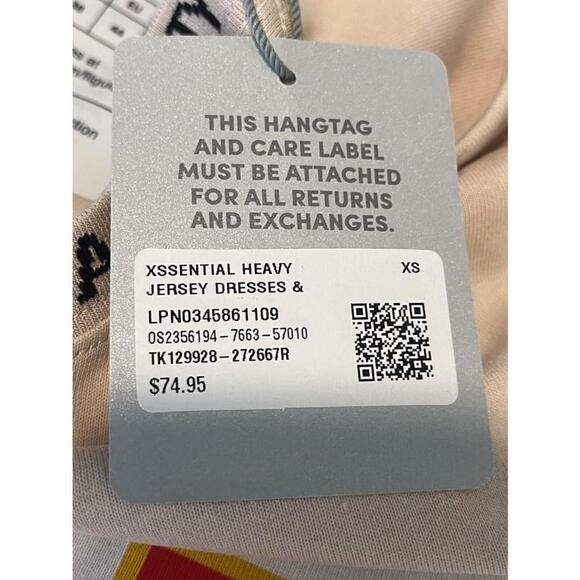 THIS HANGTAG
AND CARE LABEL
MUST BE ATTACHED
FOR ALL RETURNS
AND EXCHANGES.
XSSENTIAL HEAVY XS
JERSEY DRESSES &
LPN0345861109
OS2356194-7663-57010
TK129928-272667R
$74.95